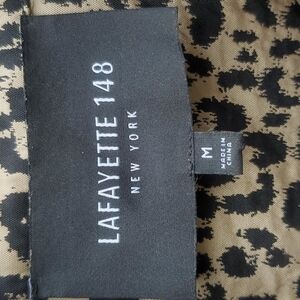 LAFAYETTE 148
NEW YORK
M
MADE IN
CHINA